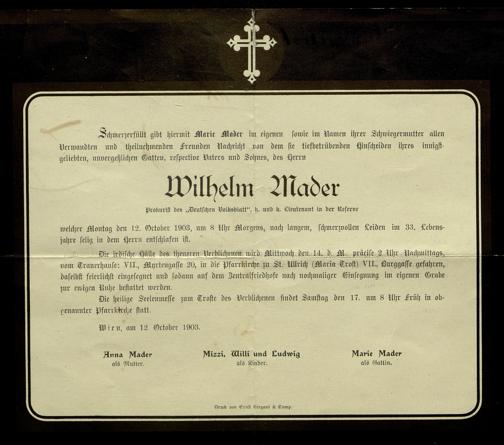 Schmerzerfüllt gibt hiermit Marie Mader im eigenen sowie im Namen ihrer Schwiegermutter allen
Verwandten und theilnehmenden Freunden Nachricht von dem sie tiefbetrübenden Hinscheiden ihres innigst-
geliebten, unvergeßlichen Gatten, respective Vaters und Sohnes, des Herrn
Wilhelm Mader
Prokurist des „Deutschen Volksblatt“, k. und k. Lieutenant in der Reserve
welcher Montag den 12. October 1903, um 8 Uhr Morgens, nach langem, schmerzvollen Leiden im 33. Lebens-
jahre selig in dem Herrn entschlafen ist.
Die irdische Hülle des theueren Verblichenen wird Mittwoch den 14. d. M. präcise 2 Uhr Nachmittags,
vom Trauerhause: VII., Myrtengasse 20, in die Pfarrkirche zu St. Ulrich (Maria Trost) VII., Burggasse gefahren,
daselbst feierlichst eingesegnet und sodann auf dem Zentralfriedhofe nach nochmaliger Einsegnung im eigenen Grabe
zur ewigen Ruhe bestattet werden.
Die heilige Seelenmesse zum Troste des Verblichenen findet Samstag den 17. um 8 Uhr Früh in ob-
genannter Pfarrkirche statt.
Wien, am 12. October 1903.
Anna Mader
als Mutter.
Mizzi, Willi und Ludwig
als Kinder.
Marie Mader
als Gattin.
Druck von Ernst & Comp.